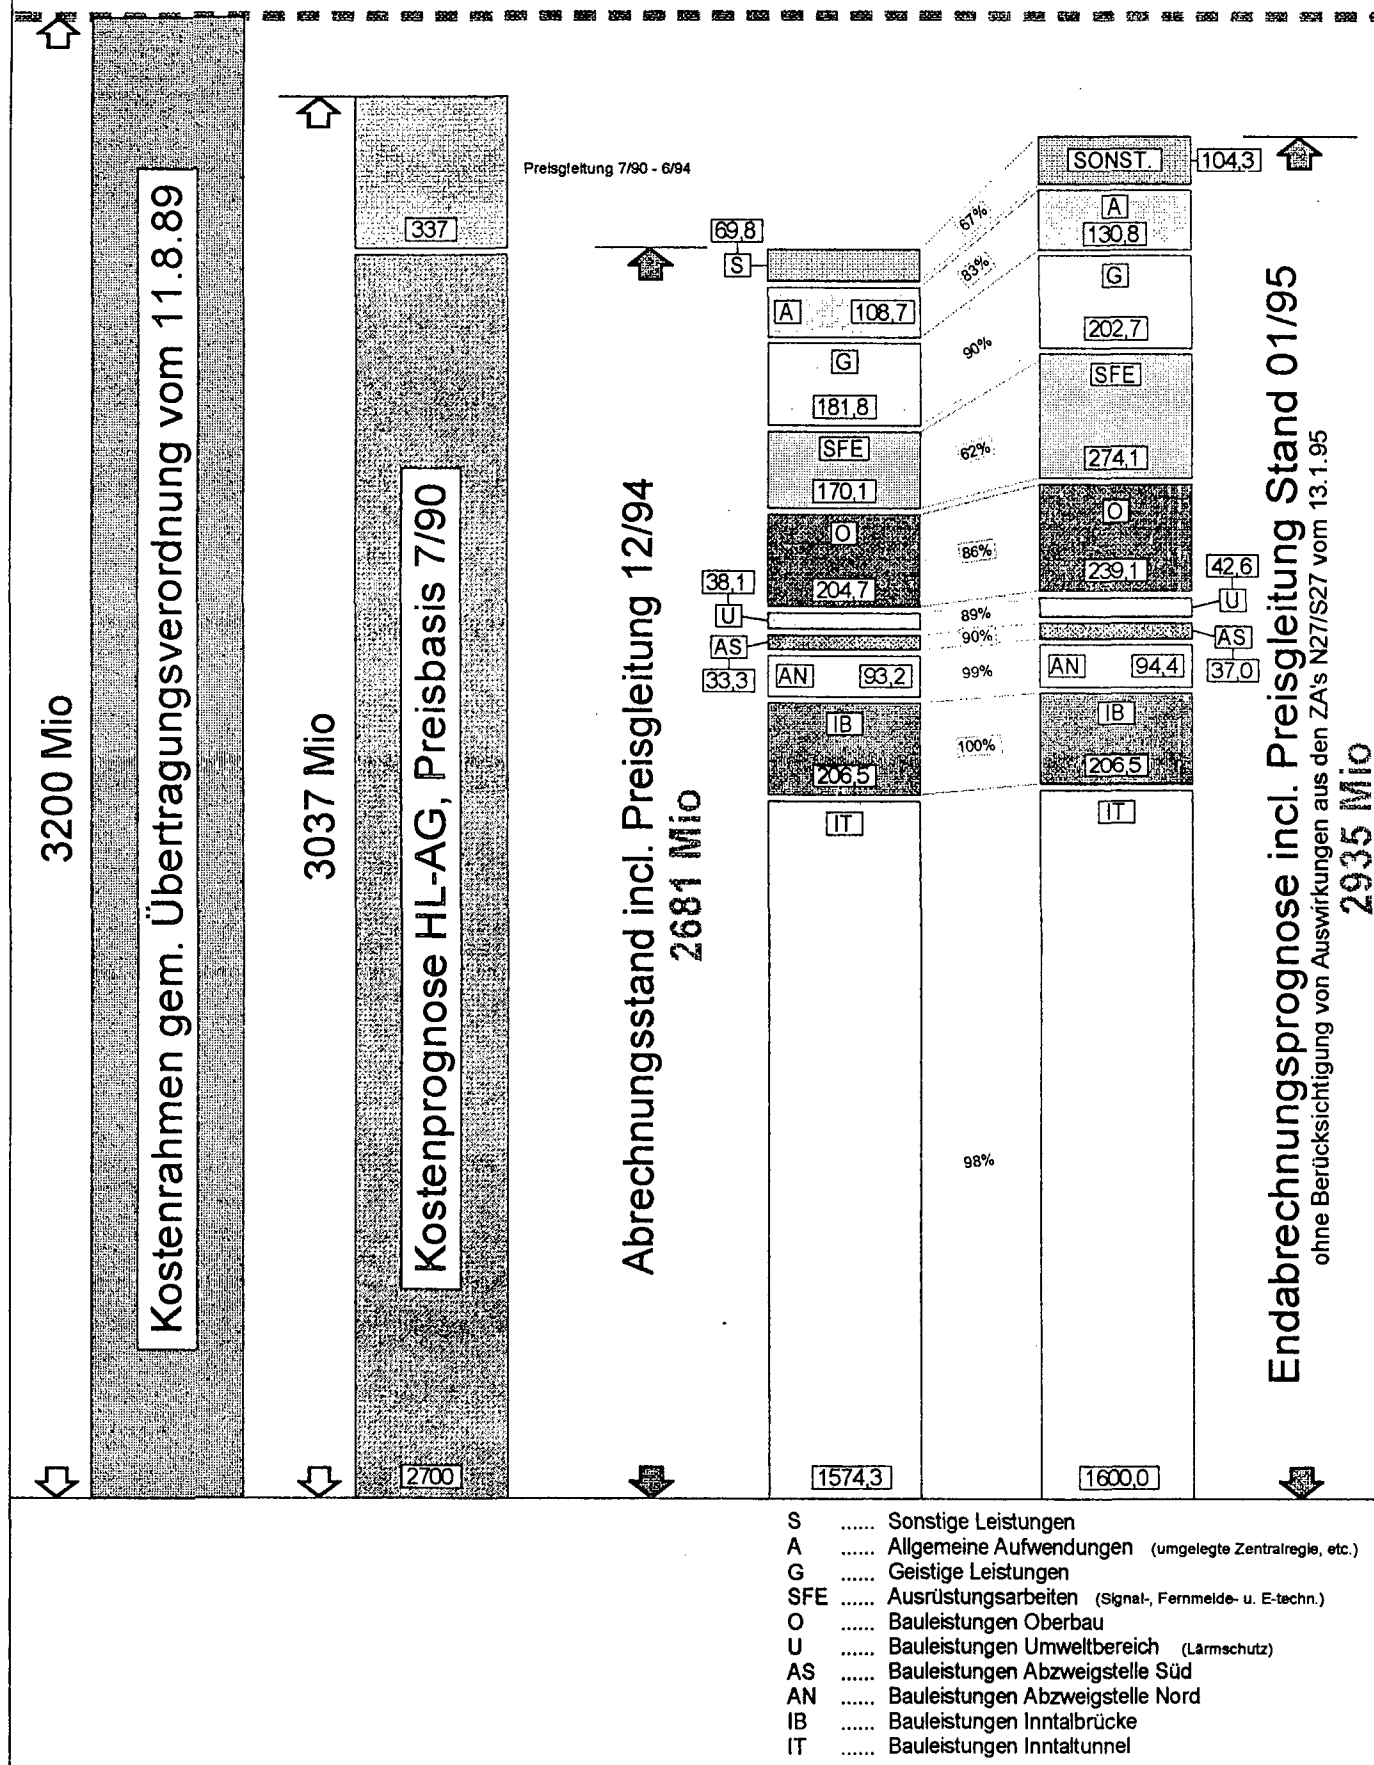 3200 Mio
Kostenrahmen gem. Übertragungsverordnung vom 11.8.89
3037 Mio
337
Kostenprognose HL-AG, Preisbasis 7/90
2700
Preisgleitung 7/90 - 6/94
Abrechnungsstand incl. Preisgleitung 12/94
2681 Mio
69,8
S
A 108,7
G
181,8
SFE
170,1
O
204,7
38,1
U
AS
33,3
AN 93,2
IB
206,5
IT
1574,3
67%
83%
90%
62%
86%
89%
90%
99%
100%
98%
SONST. 104,3
A
130,8
G
202,7
SFE
274,1
O
239,1
42,6
U
AS
37,0
AN 94,4
IB
206,5
IT
1600,0
Endabrechnungsprognose incl. Preisgleitung Stand 01/95
ohne Berücksichtigung von Auswirkungen aus den ZA's N27/S27 vom 13.1.95
2935 Mio
S ...... Sonstige Leistungen
A ...... Allgemeine Aufwendungen (umgelegte Zentralregie, etc.)
G ...... Geistige Leistungen
SFE ...... Ausrüstungsarbeiten (Signal-, Fernmelde- u. E-techn.)
O ...... Bauleistungen Oberbau
U ...... Bauleistungen Umweltbereich (Lärmschutz)
AS ...... Bauleistungen Abzweigstelle Süd
AN ...... Bauleistungen Abzweigstelle Nord
IB ...... Bauleistungen Inntalbrücke
IT ...... Bauleistungen Inntaltunnel